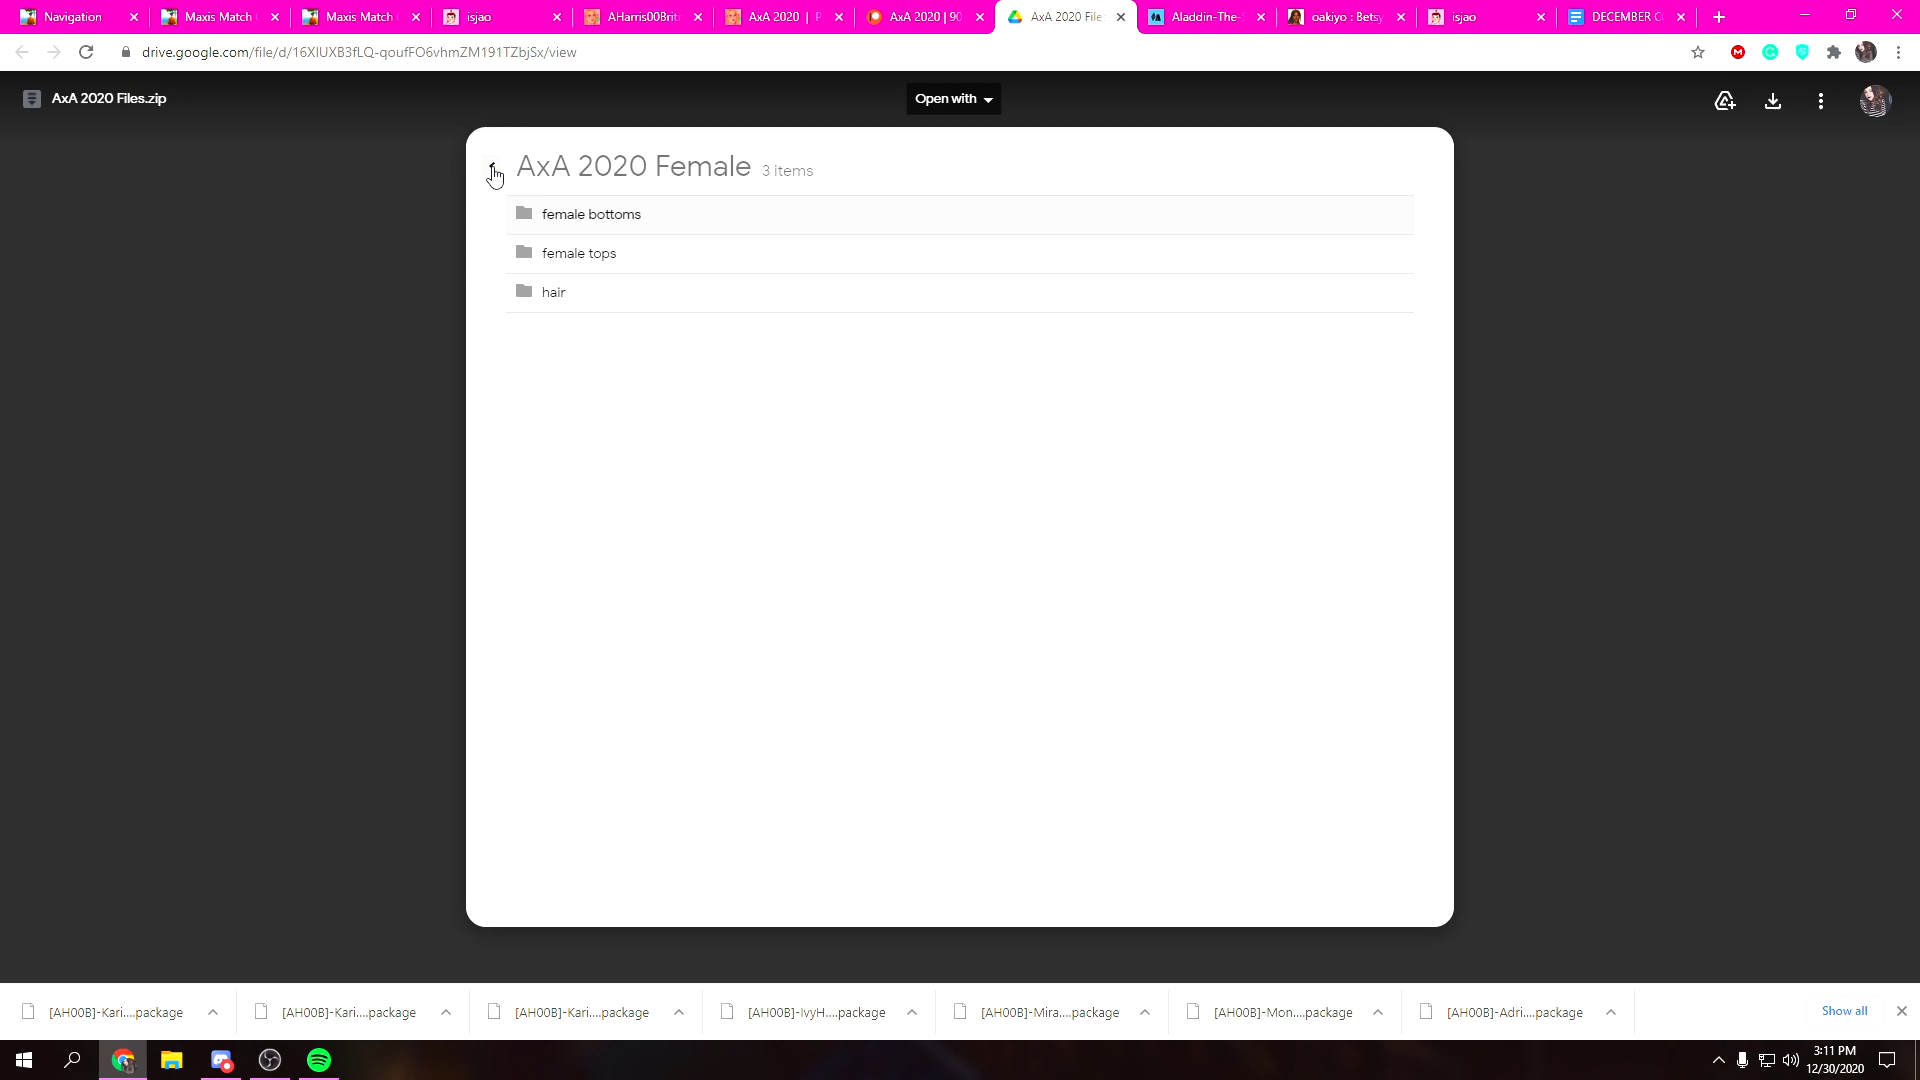 Navigation
Maxis Match
Maxis Match
isjao
AHarris00Brit
AxA 2020 | P
AxA 2020 | 90
AxA 2020 File
Aladdin-The-
oakiyo : Betsy
isjao
DECEMBER C
drive.google.com/file/d/16XIUXB3fLQ-qoufFO6vhmZM191TZbjSx/view
AxA 2020 Files.zip
Open with
AxA 2020 Female 3 items
female bottoms
female tops
hair
[AH00B]-Kari....package
[AH00B]-Kari....package
[AH00B]-Kari....package
[AH00B]-IvyH....package
[AH00B]-Mira....package
[AH00B]-Mon....package
[AH00B]-Adri....package
Show all
3:11 PM
12/30/2020